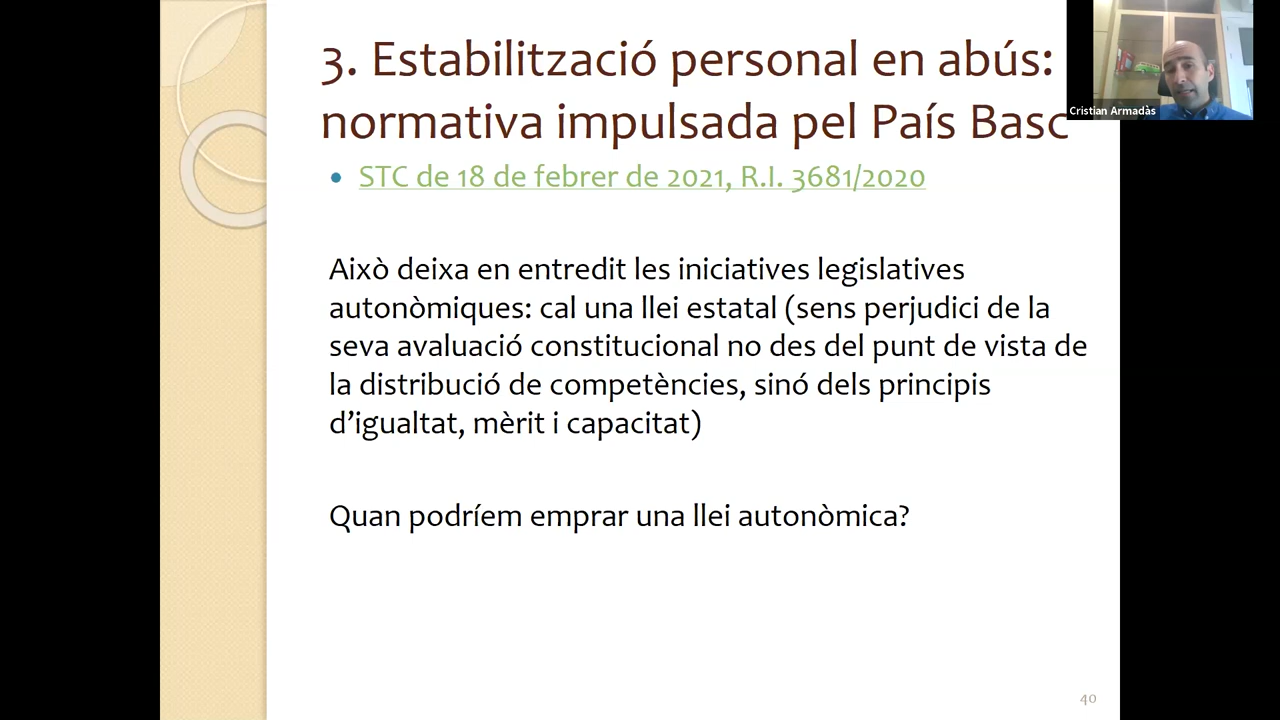 3. Estabilització personal en abús:
normativa impulsada pel País Basc
Cristian Armadàs
• STC de 18 de febrer de 2021, R.I. 3681/2020
Això deixa en entredit les iniciatives legislatives
autonòmiques: cal una llei estatal (sens perjudici de la
seva avaluació constitucional no des del punt de vista de
la distribució de competències, sinó dels principis
d’igualtat, mèrit i capacitat)
Quan podríem emprar una llei autonòmica?
40